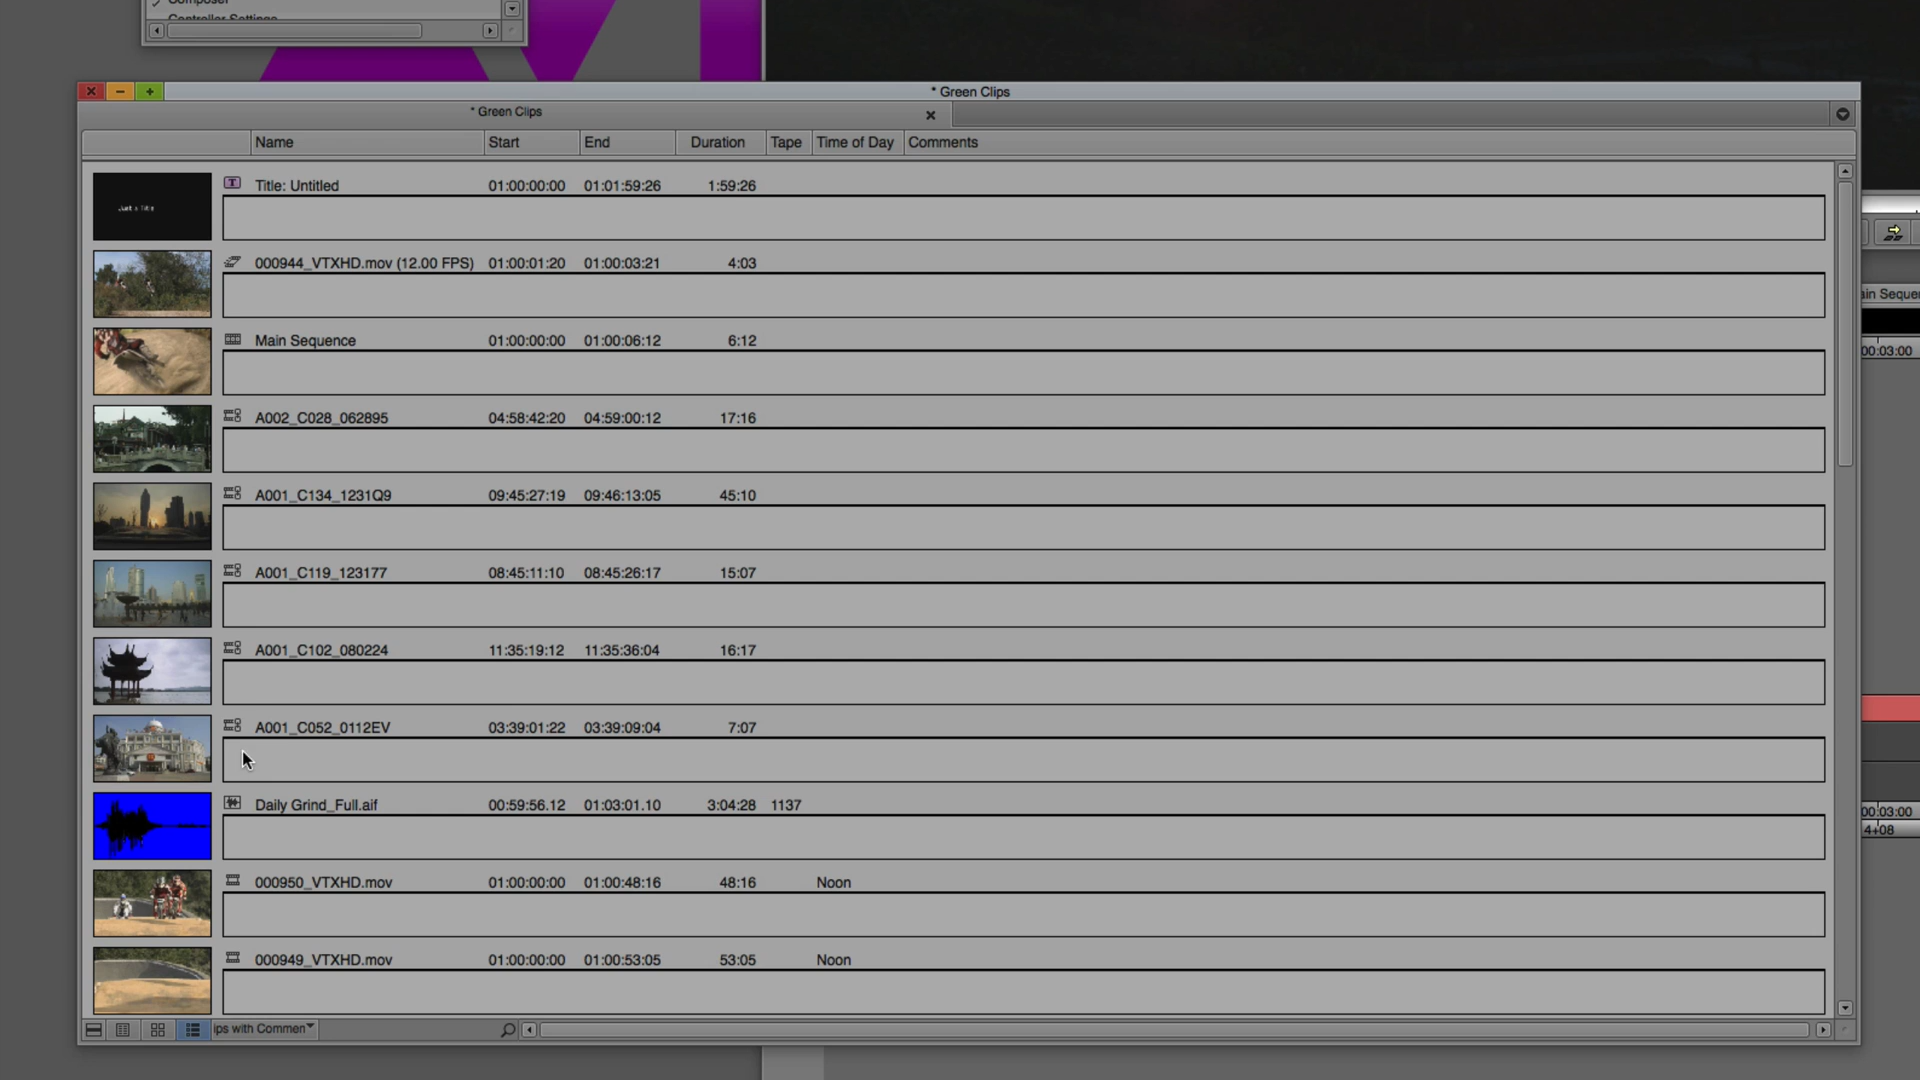 Composer
Controller Settings
* Green Clips
* Green Clips
Name Start End Duration Tape Time of Day Comments
Just a Title
Title: Untitled 01:00:00:00 01:01:59:26 1:59:26
000944_VTXHD.mov (12.00 FPS) 01:00:01:20 01:00:03:21 4:03
Main Sequence 01:00:00:00 01:00:06:12 6:12
A002_C028_062895 04:58:42:20 04:59:00:12 17:16
A001_C134_1231Q9 09:45:27:19 09:46:13:05 45:10
A001_C119_123177 08:45:11:10 08:45:26:17 15:07
A001_C102_080224 11:35:19:12 11:35:36:04 16:17
A001_C052_0112EV 03:39:01:22 03:39:09:04 7:07
Daily Grind_Full.aif 00:59:56.12 01:03:01.10 3:04:28 1137
000950_VTXHD.mov 01:00:00:00 01:00:48:16 48:16 Noon
000949_VTXHD.mov 01:00:00:00 01:00:53:05 53:05 Noon
ips with Commen
ain Sequen
00:03:00
00:03:00
4+08